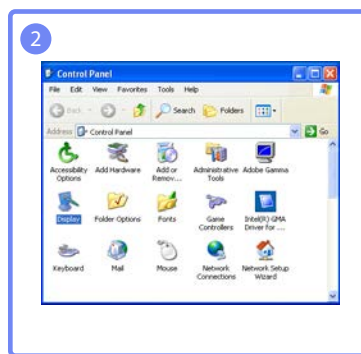 2
Control Panel
File Edit View Favorites Tools Help
Back Search Folders
Address Control Panel Go
Accessibility Options Add Hardware Add or Remov... Administrative Tools Adobe Gamma
Display Folder Options Fonts Game Controllers Intel(R) GMA Driver for ...
Keyboard Mail Mouse Network Connections Network Setup Wizard